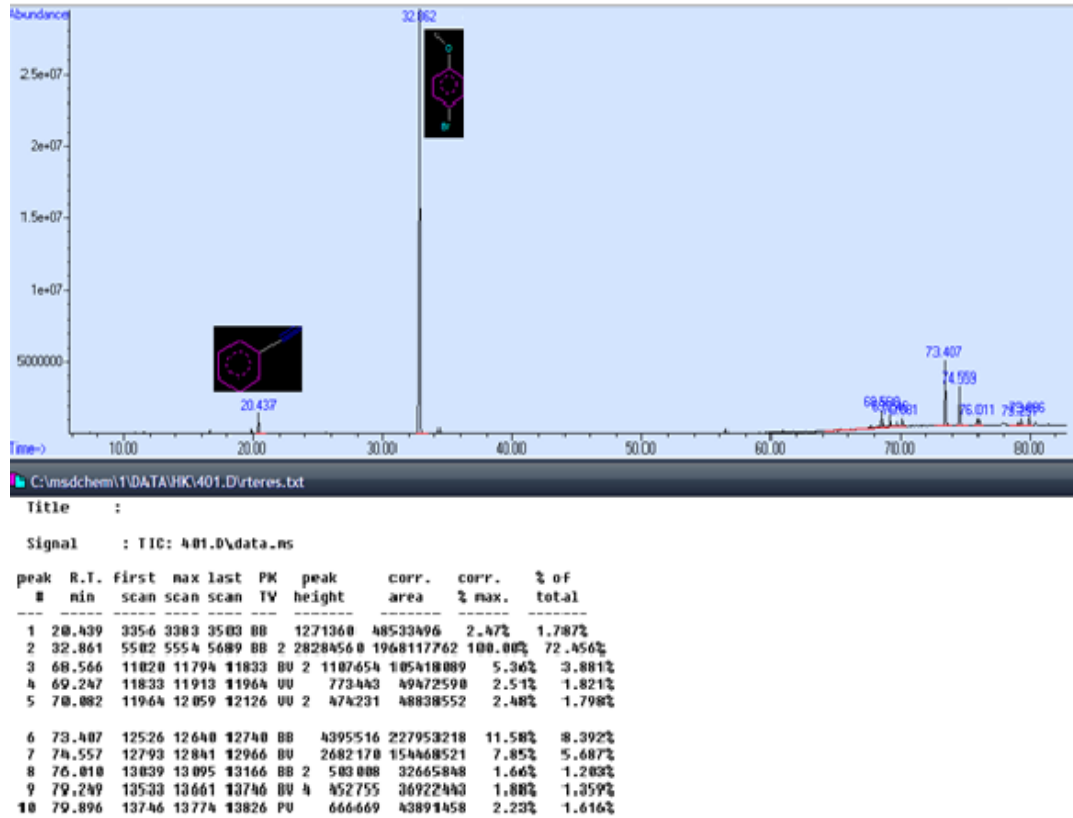 Abundance
32.862
2.5e+07
2e+07
1.5e+07
1e+07
5000000
O
Br
20.437
73.407
74.559
76.011
Time->
10.00 20.00 30.00 40.00 50.00 60.00 70.00 80.00
C:\msdchem\1\DATA\HK\401.D\rteres.txt
Title :
Signal : TIC: 401.D\data.ms
peak R.T. first max last PK peak corr. corr. % of
# min scan scan scan TV height area % max. total
--- ----- ----- ---- ---- --- ------- ------- ------ -------
1 20.439 3356 3383 3503 BB 1271360 48533496 2.47% 1.787%
2 32.861 5502 5554 5689 BB 2 28284560 1968117762 100.00% 72.456%
3 68.566 11020 11794 11833 BV 2 1107654 105418089 5.36% 3.881%
4 69.247 11833 11913 11964 VV 773443 49472590 2.51% 1.821%
5 70.082 11964 12059 12126 VV 2 474231 48838552 2.48% 1.798%
6 73.407 12526 12640 12740 BB 4395516 227953218 11.58% 8.392%
7 74.557 12793 12841 12966 BV 2682170 154468521 7.85% 5.687%
8 76.010 13039 13095 13166 BB 2 503008 32665848 1.66% 1.203%
9 79.249 13533 13661 13746 BV 4 452755 36922443 1.88% 1.359%
10 79.896 13746 13774 13826 PV 666669 43891458 2.23% 1.616%